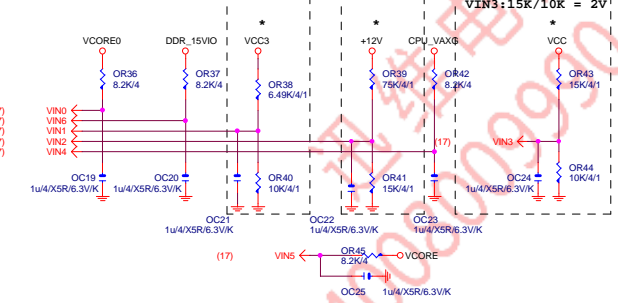 VIN3:15K/10K = 2V
* * *
VCORE0 DDR_15VIO VCC3 +12V CPU_VAXG VCC
OR36 OR37 OR38 OR39 OR42 OR43
8.2K/4 8.2K/4 6.49K/4/1 75K/4/1 8.2K/4 15K/4/1
VIN0
VIN6
VIN1
VIN2 (17) VIN3
VIN4
OC19 OC20 OR40 OR41 OC24 OR44
1u/4/X5R/6.3V/K 1u/4/X5R/6.3V/K 10K/4/1 15K/4/1 1u/4/X5R/6.3V/K 10K/4/1
OC21 OC22 OC23
1u/4/X5R/6.3V/K 1u/4/X5R/6.3V/K 1u/4/X5R/6.3V/K
(17) VIN5 OR45 VCORE
8.2K/4
OC25 1u/4/X5R/6.3V/K